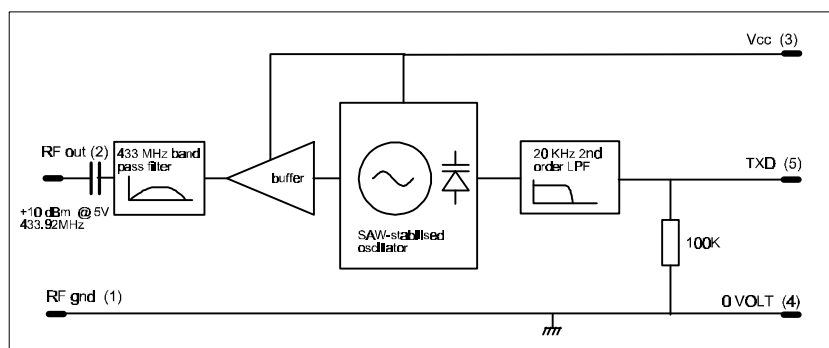 Vcc (3)
RF out (2)
433 MHz band
pass filter
buffer
20 KHz 2nd
order LPF
TXD (5)
+10 dBm @ 5V
433.92MHz
SAW-stabilised
oscillator
100K
RF gnd (1)
0 VOLT (4)